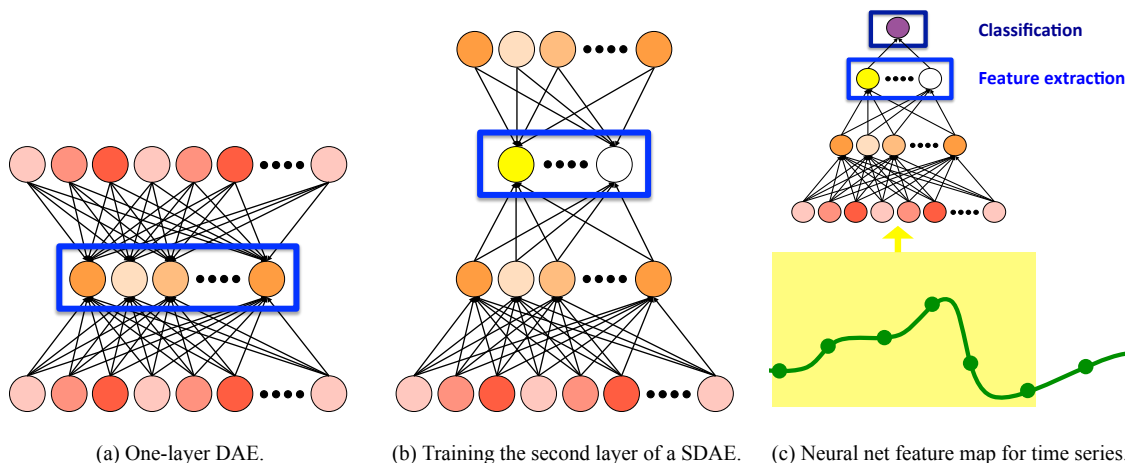 Classification
Feature extraction
(a) One-layer DAE.
(b) Training the second layer of a SDAE.
(c) Neural net feature map for time series.